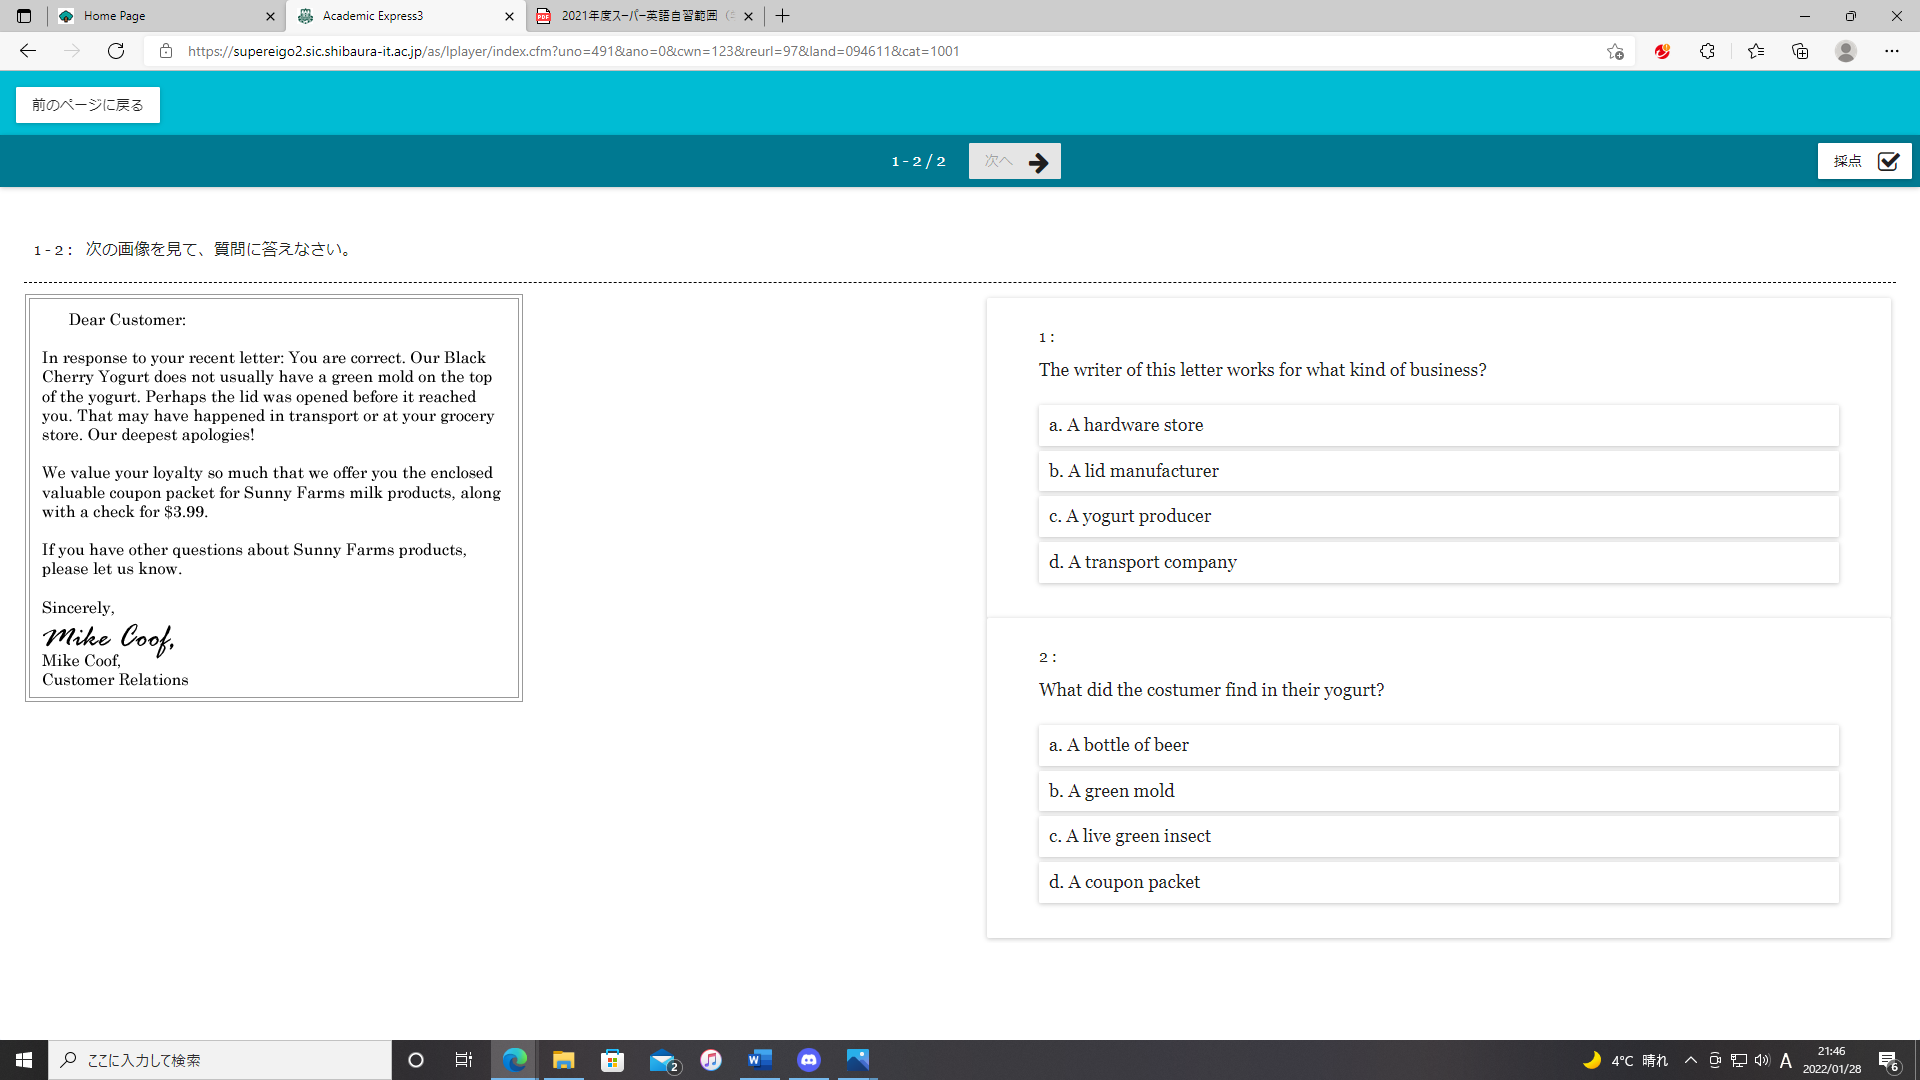 Home Page
Academic Express3
2021年度スーパー英語自習範囲
https://supereigo2.sic.shibaura-it.ac.jp/as/lplayer/index.cfm?uno=491&ano=0&cwn=123&reurl=97&land=094611&cat=1001
前のページに戻る
1 - 2 / 2
次へ
採点
1 - 2 : 次の画像を見て、質問に答えなさい。
Dear Customer:
In response to your recent letter: You are correct. Our Black
Cherry Yogurt does not usually have a green mold on the top
of the yogurt. Perhaps the lid was opened before it reached
you. That may have happened in transport or at your grocery
store. Our deepest apologies!
We value your loyalty so much that we offer you the enclosed
valuable coupon packet for Sunny Farms milk products, along
with a check for $3.99.
If you have other questions about Sunny Farms products,
please let us know.
Sincerely,
Mike Coof,
Mike Coof,
Customer Relations
1 :
The writer of this letter works for what kind of business?
a. A hardware store
b. A lid manufacturer
c. A yogurt producer
d. A transport company
2 :
What did the costumer find in their yogurt?
a. A bottle of beer
b. A green mold
c. A live green insect
d. A coupon packet
ここに入力して検索
2
4°C 晴れ
A
21:46
2022/01/28
6